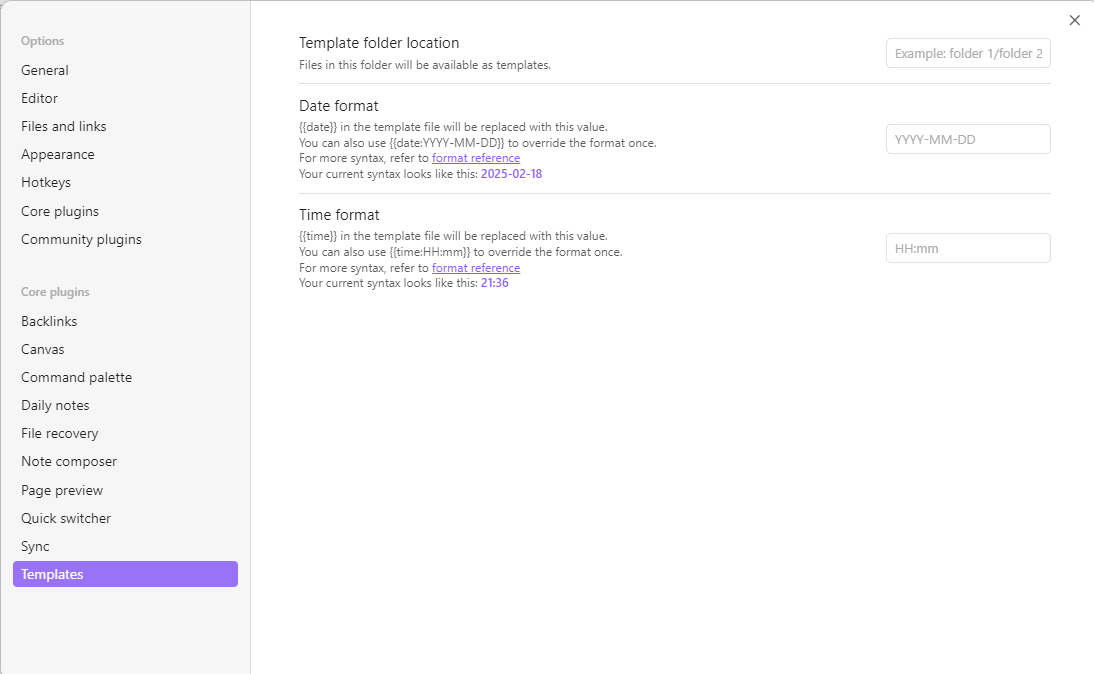 Options
General
Editor
Files and links
Appearance
Hotkeys
Core plugins
Community plugins
Core plugins
Backlinks
Canvas
Command palette
Daily notes
File recovery
Note composer
Page preview
Quick switcher
Sync
Templates
Template folder location
Files in this folder will be available as templates.
Example: folder 1/folder 2
Date format
{{date}} in the template file will be replaced with this value.
You can also use {{date:YYYY-MM-DD}} to override the format once.
For more syntax, refer to format reference
Your current syntax looks like this: 2025-02-18
YYYY-MM-DD
Time format
{{time}} in the template file will be replaced with this value.
You can also use {{time:HH:mm}} to override the format once.
For more syntax, refer to format reference
Your current syntax looks like this: 21:36
HH:mm